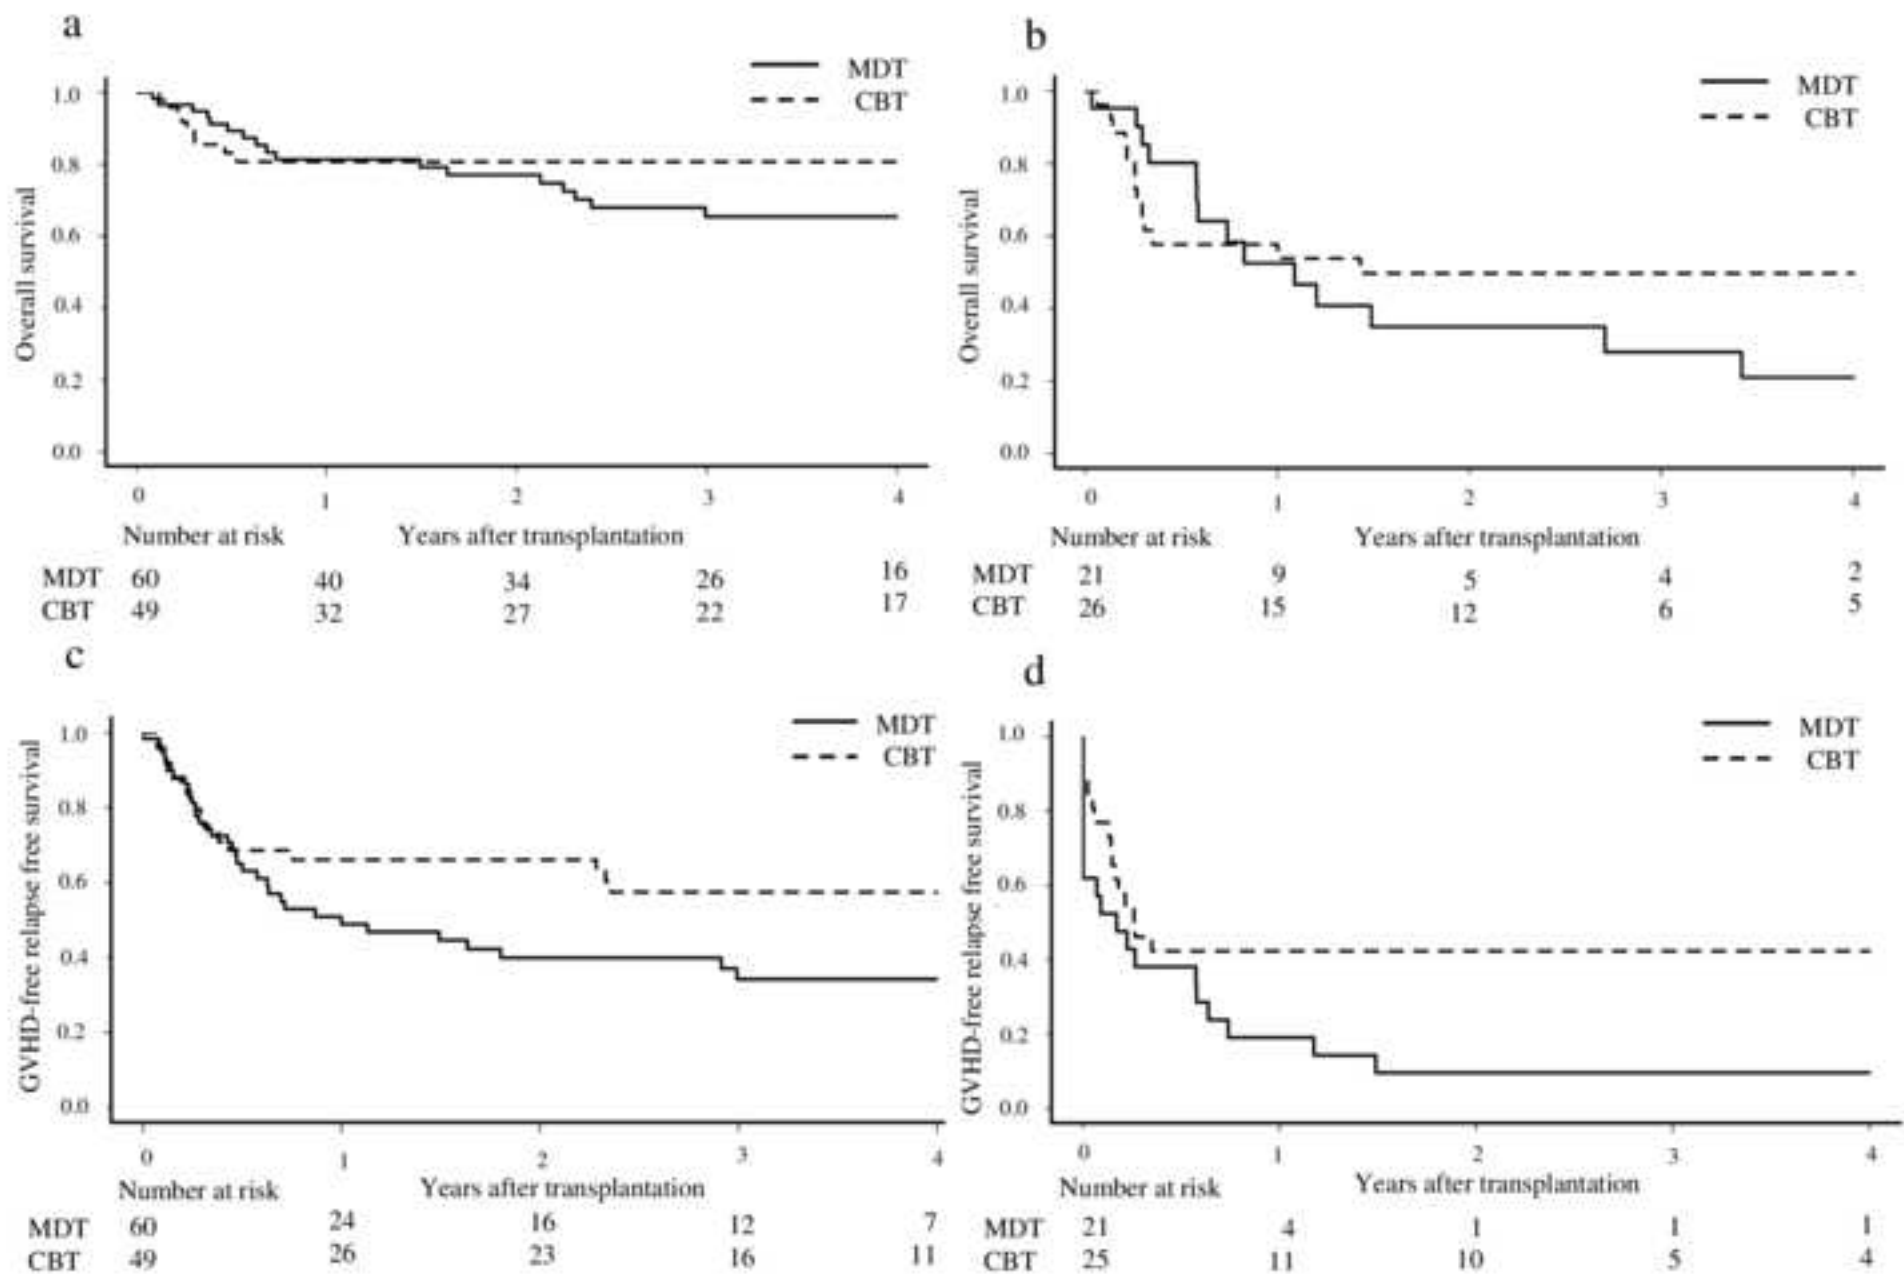 a
MDT
CBT
1.0
0.8
0.6
0.4
0.2
0.0
Overall survival
0 1 2 3 4
Number at risk Years after transplantation
MDT 60 40 34 26 16
CBT 49 32 27 22 17
b
MDT
CBT
1.0
0.8
0.6
0.4
0.2
0.0
Overall survival
0 1 2 3 4
Number at risk Years after transplantation
MDT 21 9 5 4 2
CBT 26 15 12 6 5
c
MDT
CBT
1.0
0.8
0.6
0.4
0.2
0.0
GVHD-free relapse free survival
0 1 2 3 4
Number at risk Years after transplantation
MDT 60 24 16 12 7
CBT 49 26 23 16 11
d
MDT
CBT
1.0
0.8
0.6
0.4
0.2
0.0
GVHD-free relapse free survival
0 1 2 3 4
Number at risk Years after transplantation
MDT 21 4 1 1 1
CBT 25 11 10 5 4